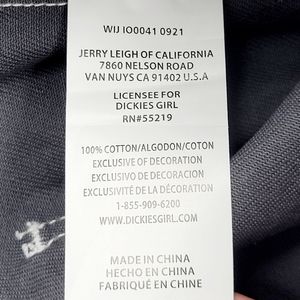 WIJ IO0041 0921
JERRY LEIGH OF CALIFORNIA
7860 NELSON ROAD
VAN NUYS CA 91402 U.S.A
LICENSEE FOR
DICKIES GIRL
RN#55219
100% COTTON/ALGODON/COTON
EXCLUSIVE OF DECORATION
EXCLUSIVO DE DECORACIÓN
EXCLUSIVITÉ DE LA DÉCORATION
1-855-909-6200
WWW.DICKIESGIRL.COM
MADE IN CHINA
HECHO EN CHINA
FABRIQUÉ EN CHINE